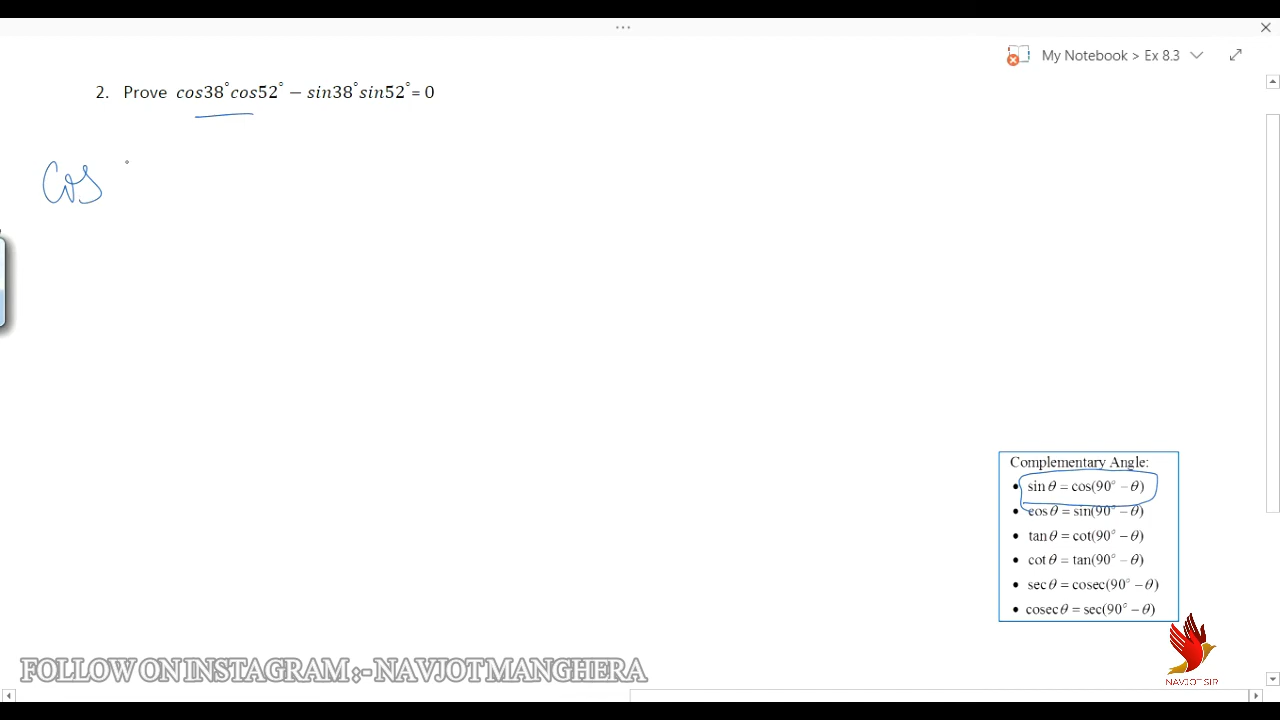 My Notebook > Ex 8.3
2. Prove cos38°cos52° − sin38°sin52°= 0
Cos
Complementary Angle:
• sin θ = cos(90° − θ)
• cos θ = sin(90° − θ)
• tan θ = cot(90° − θ)
• cot θ = tan(90° − θ)
• sec θ = cosec(90° − θ)
• cosec θ = sec(90° − θ)
FOLLOW ON INSTAGRAM :- NAVJOTMANGHERA
NAVJOT SIR